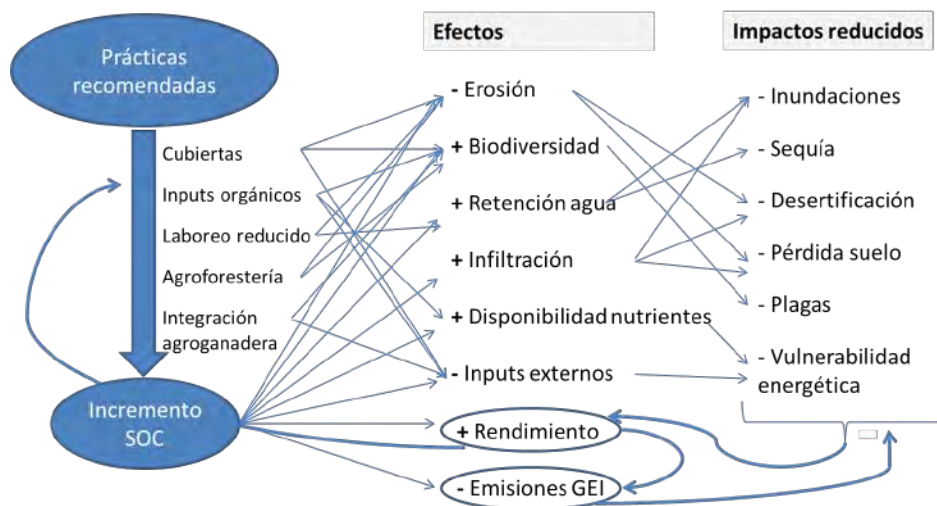 Prácticas
recomendadas
Cubiertas
Inputs orgánicos
Laboreo reducido
Agroforestería
Integración
agroganadera
Incremento
SOC
Efectos
- Erosión
+ Biodiversidad
+ Retención agua
+ Infiltración
+ Disponibilidad nutrientes
- Inputs externos
+ Rendimiento
- Emisiones GEI
Impactos reducidos
- Inundaciones
- Sequía
- Desertificación
- Pérdida suelo
- Plagas
- Vulnerabilidad
energética